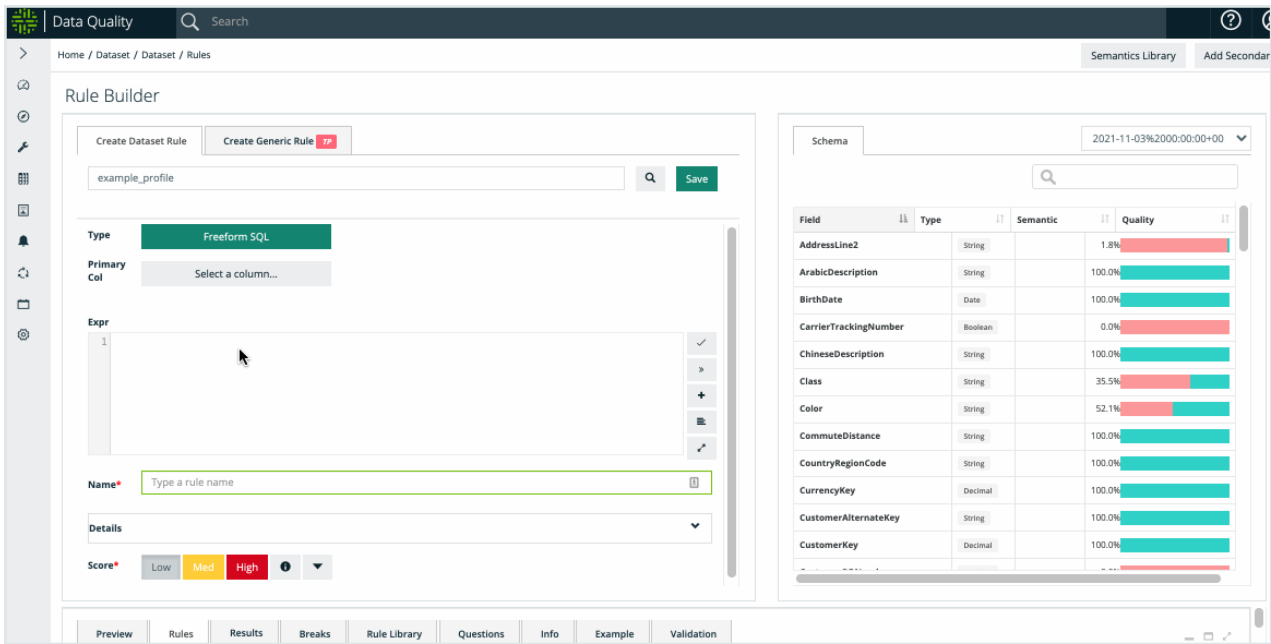 Data Quality
Search
Home / Dataset / Dataset / Rules
Semantics Library
Add Secondar
Rule Builder
Create Dataset Rule
Create Generic Rule TP
example_profile
Save
Type
Freeform SQL
Primary Col
Select a column...
Expr
1
Name*
Type a rule name
Details
Score*
Low
Med
High
Schema
2021-11-03%2000:00:00+00
Field Type Semantic Quality
AddressLine2 String 1.8%
ArabicDescription String 100.0%
BirthDate Date 100.0%
CarrierTrackingNumber Boolean 0.0%
ChineseDescription String 100.0%
Class String 35.5%
Color String 52.1%
CommuteDistance String 100.0%
CountryRegionCode String 100.0%
CurrencyKey Decimal 100.0%
CustomerAlternateKey String 100.0%
CustomerKey Decimal 100.0%
Preview
Rules
Results
Breaks
Rule Library
Questions
Info
Example
Validation